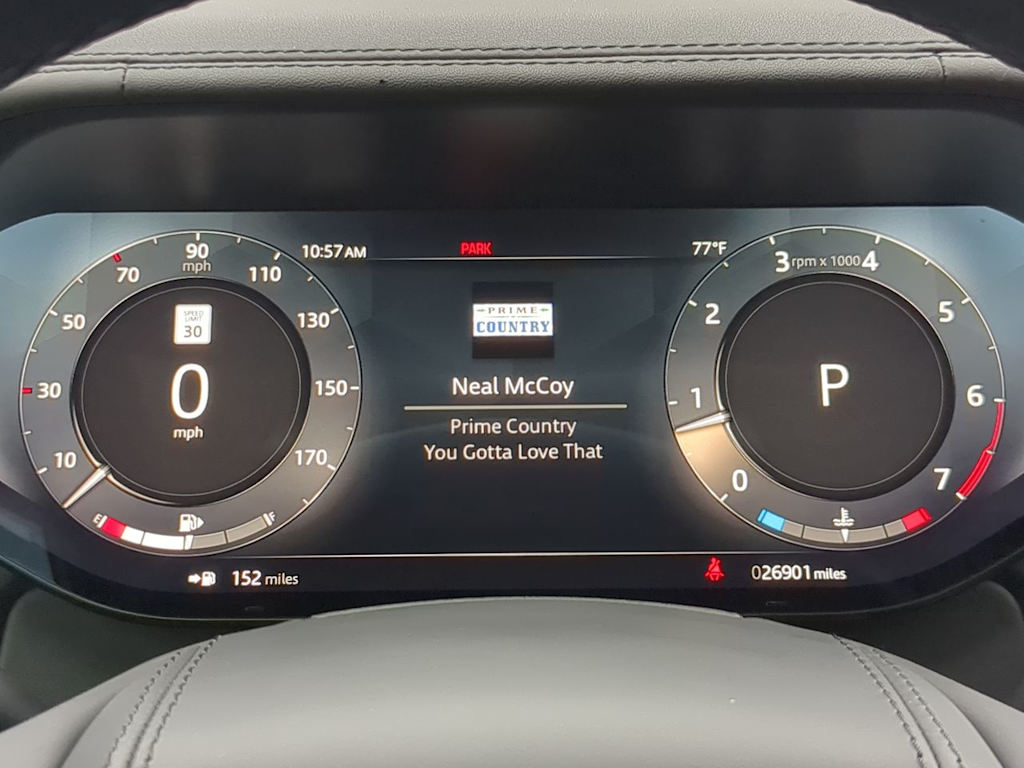 10:57AM
PARK
77°F
90
mph
70
110
50
130
30
150
10
170
SPEED
LIMIT
30
0
mph
E
F
PRIME
COUNTRY
Neal McCoy
Prime Country
You Gotta Love That
3 rpm x 1000 4
2
5
1
6
0
7
P
152 miles
026901 miles